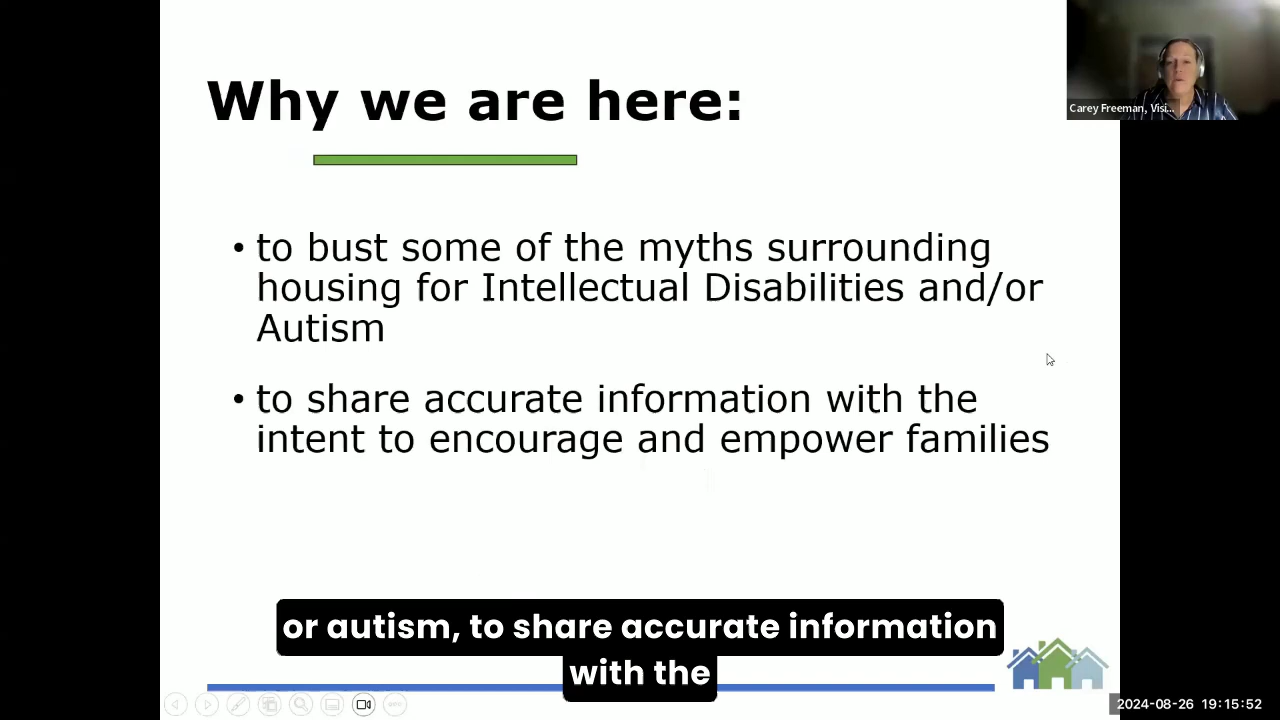 Why we are here:
Carey Freeman, Visi...
• to bust some of the myths surrounding
housing for Intellectual Disabilities and/or
Autism
• to share accurate information with the
intent to encourage and empower families
or autism, to share accurate information
with the
2024-08-26 19:15:52